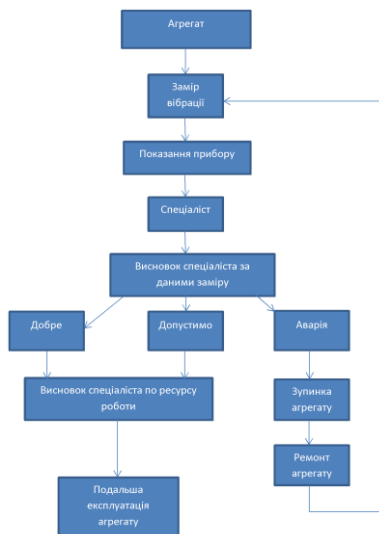 Агрегат
Замір
вібрації
Показання прибору
Спеціаліст
Висновок спеціаліста за
даними заміру
Добре
Допустимо
Аварія
Висновок спеціаліста по ресурсу
роботи
Зупинка
агрегату
Ремонт
агрегату
Подальша
експлуатація
агрегату